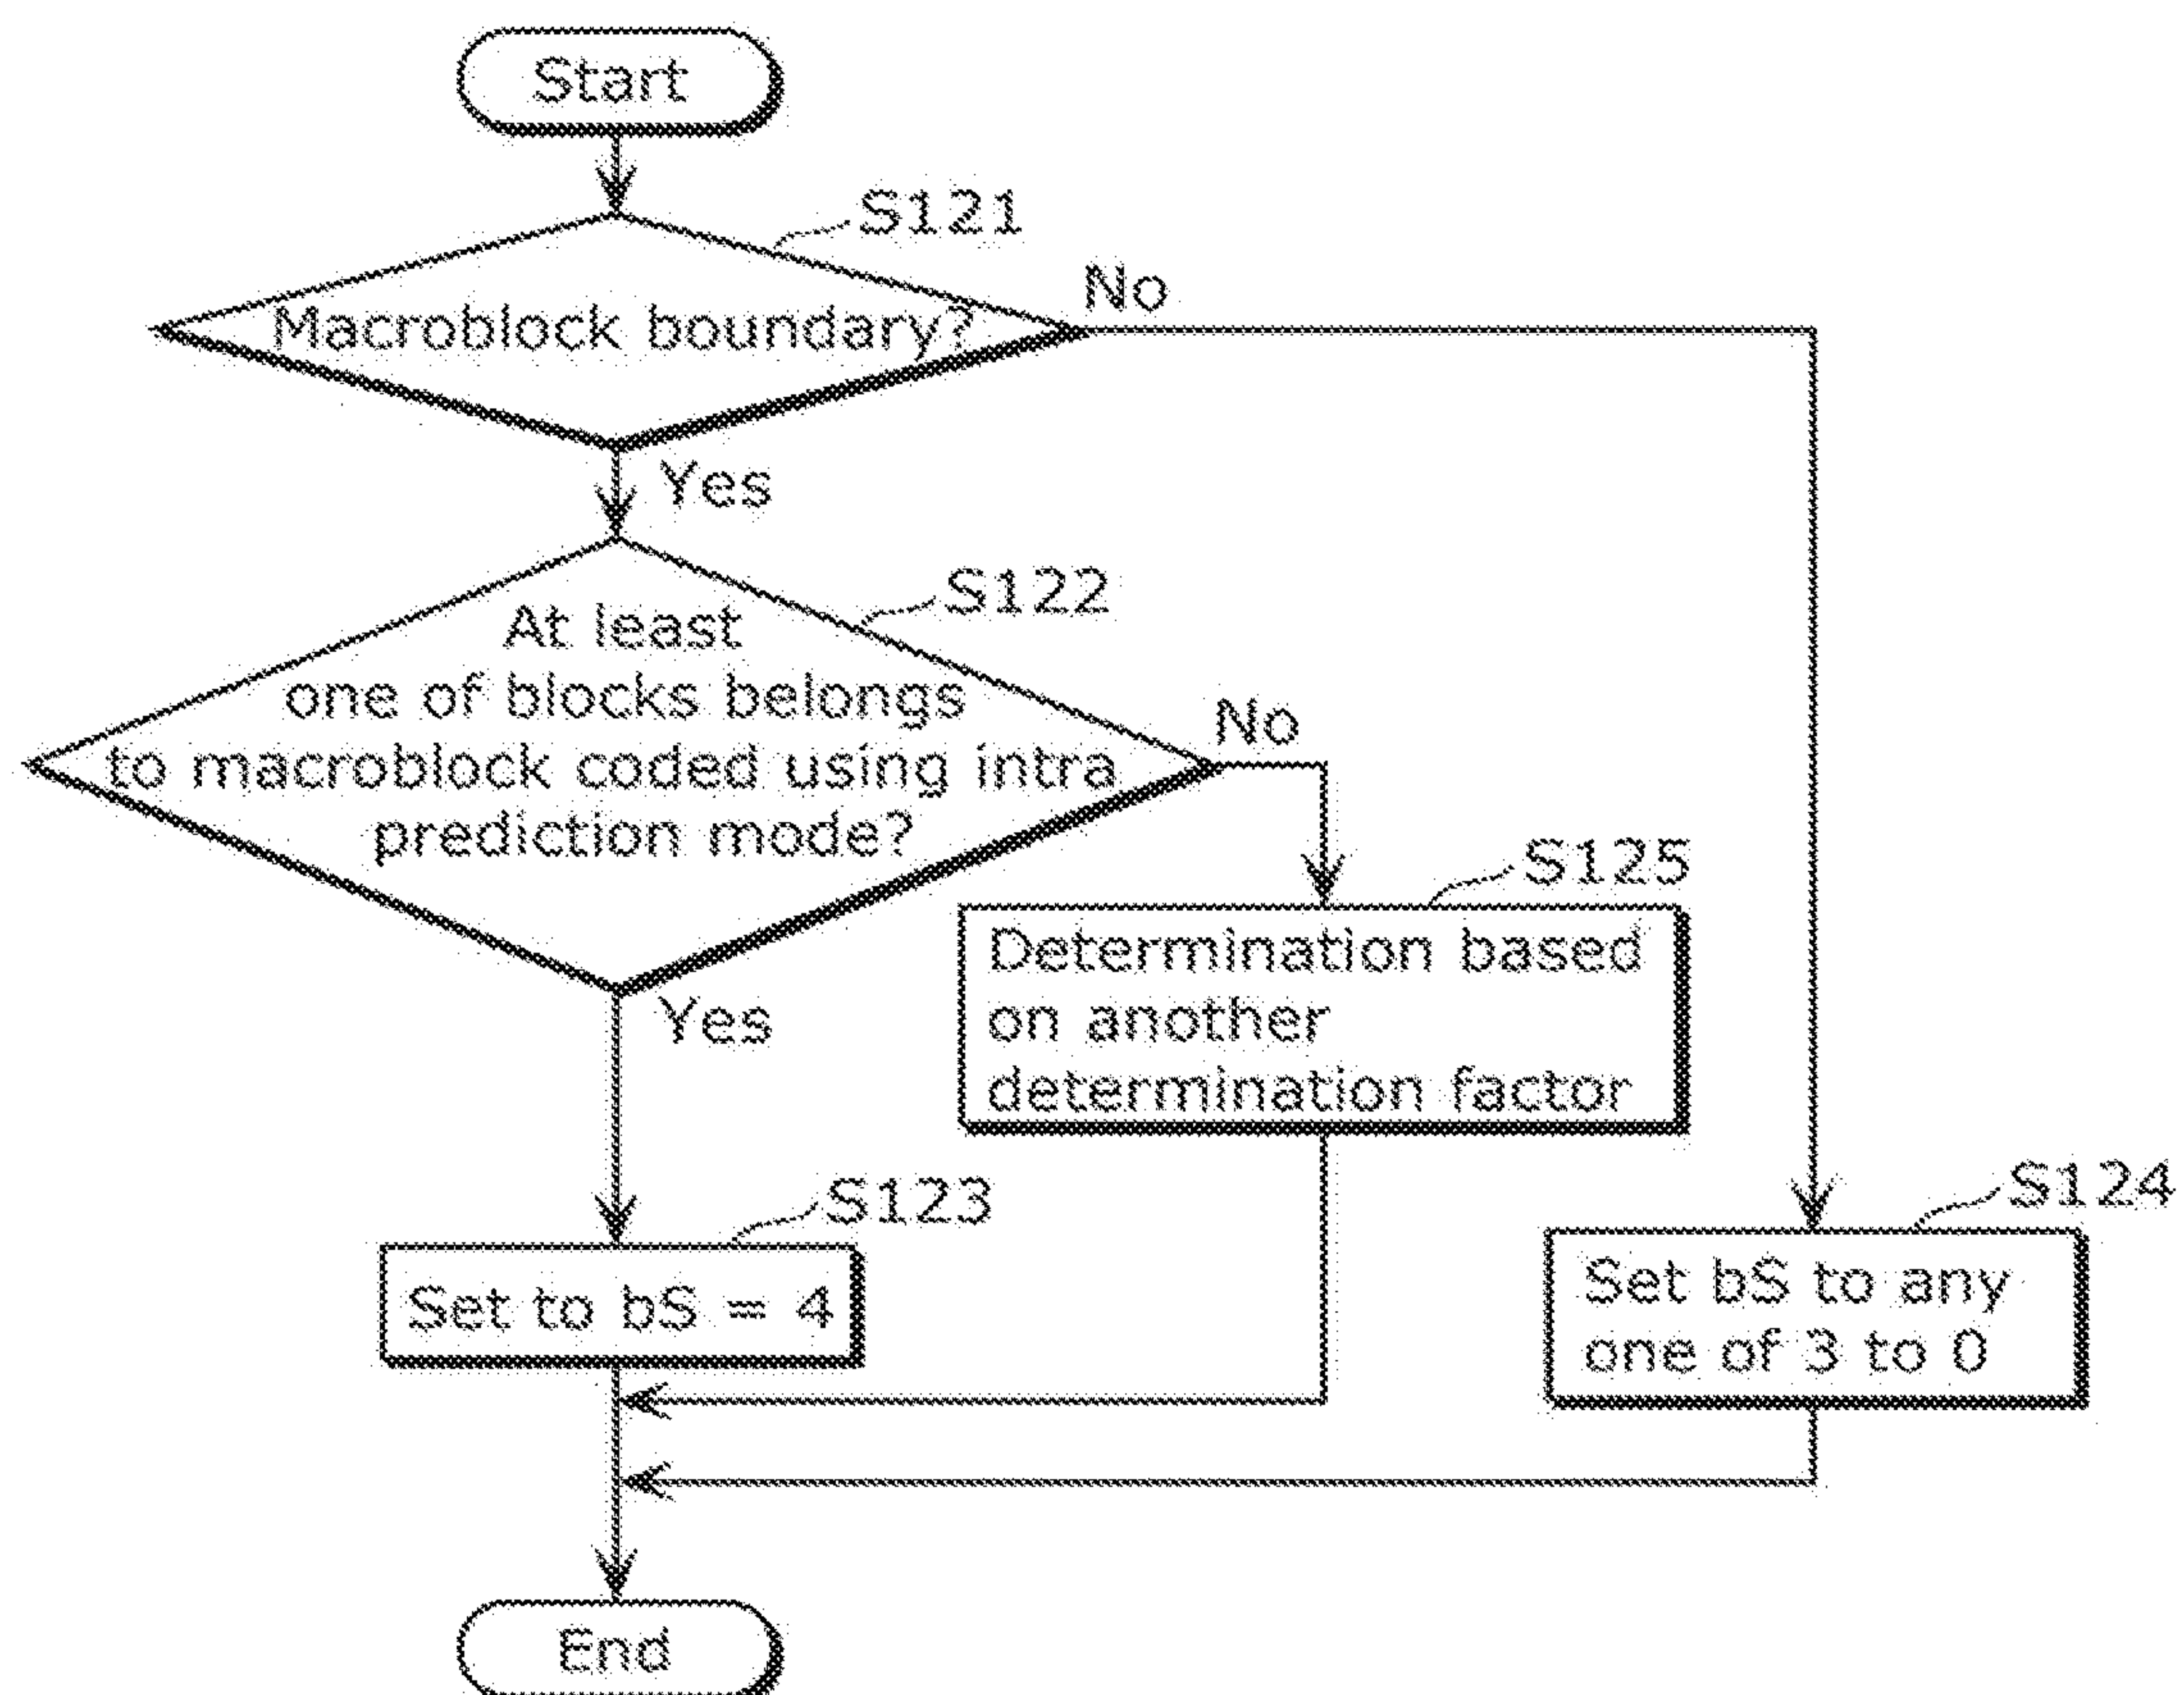 Start
S121
Macroblock boundary?
No
Yes
S122
At least
one of blocks belongs
to macroblock coded using intra
prediction mode?
No
Yes
S125
Determination based
on another
determination factor
S123
Set to bS = 4
S124
Set bS to any
one of 3 to 0
End